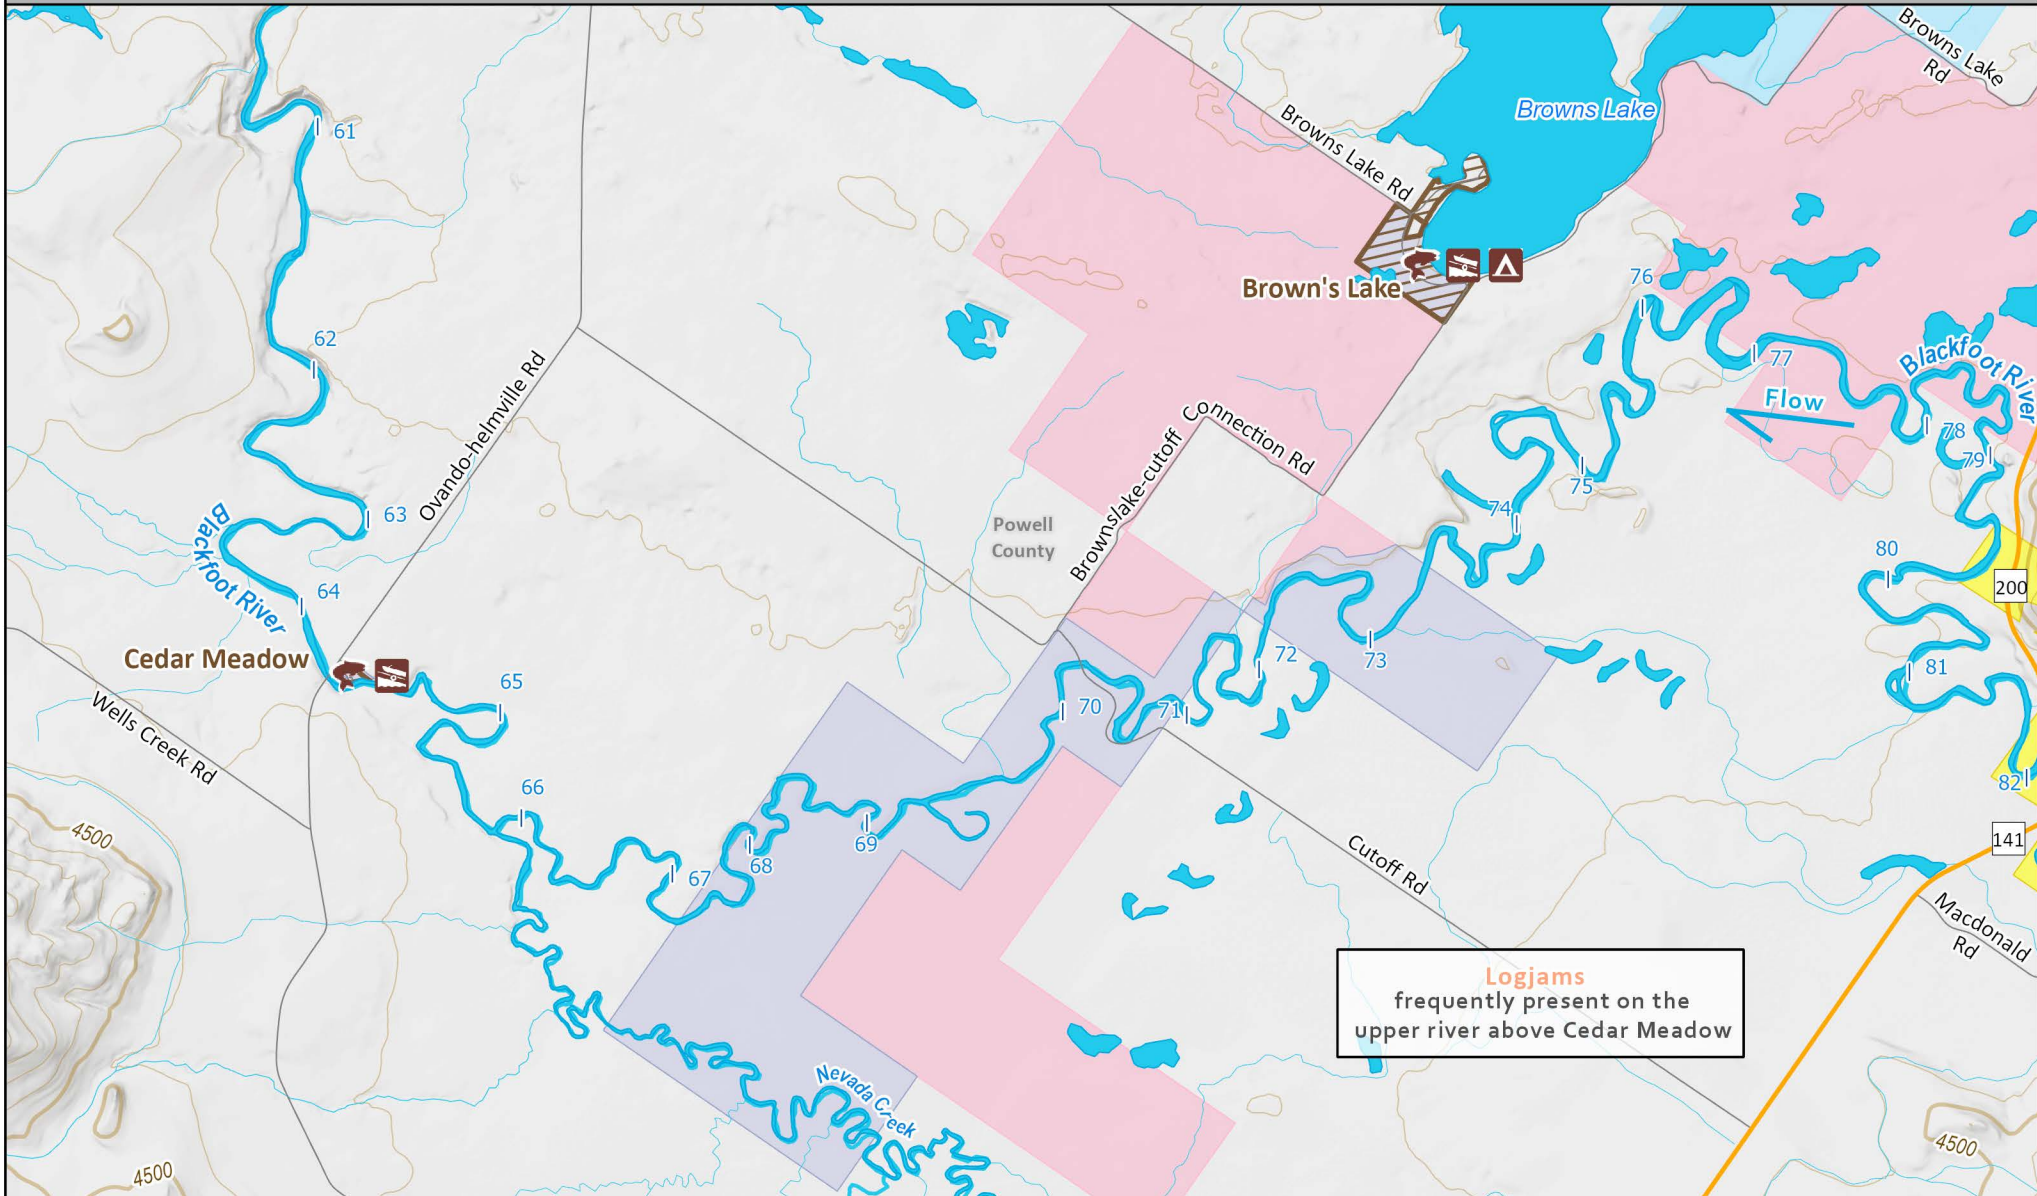 Browns Lake
Rd
Browns Lake
Browns Lake Rd
61
Brown's Lake
76
62
77
Blackfoot River
Flow
78
79
Ovando-helmville Rd
Connection Rd
Brownslake-cutoff
75
74
63
Powell
County
Blackfoot River
80
200
64
Cedar Meadow
72
73
81
65
70
71
Wells Creek Rd
82
66
4500
69
68
67
141
Cutoff Rd
Macdonald
Rd
Logjams
frequently present on the
upper river above Cedar Meadow
Nevada Creek
4500
4500